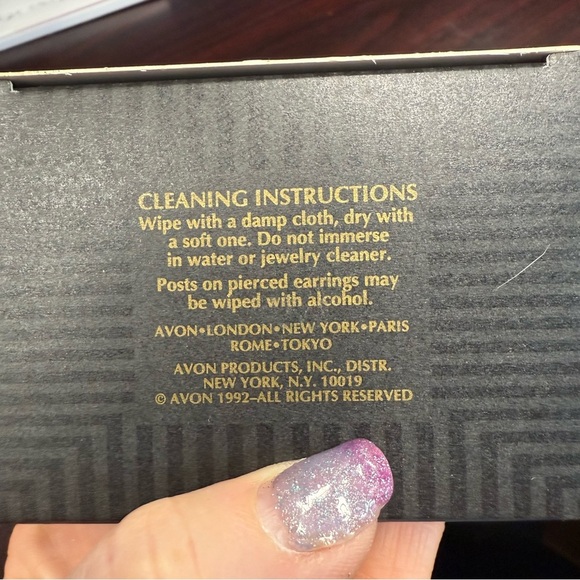 CLEANING INSTRUCTIONS
Wipe with a damp cloth, dry with
a soft one. Do not immerse
in water or jewelry cleaner.
Posts on pierced earrings may
be wiped with alcohol.
AVON•LONDON•NEW YORK•PARIS
ROME•TOKYO
AVON PRODUCTS, INC., DISTR.
NEW YORK, N.Y. 10019
© AVON 1992–ALL RIGHTS RESERVED